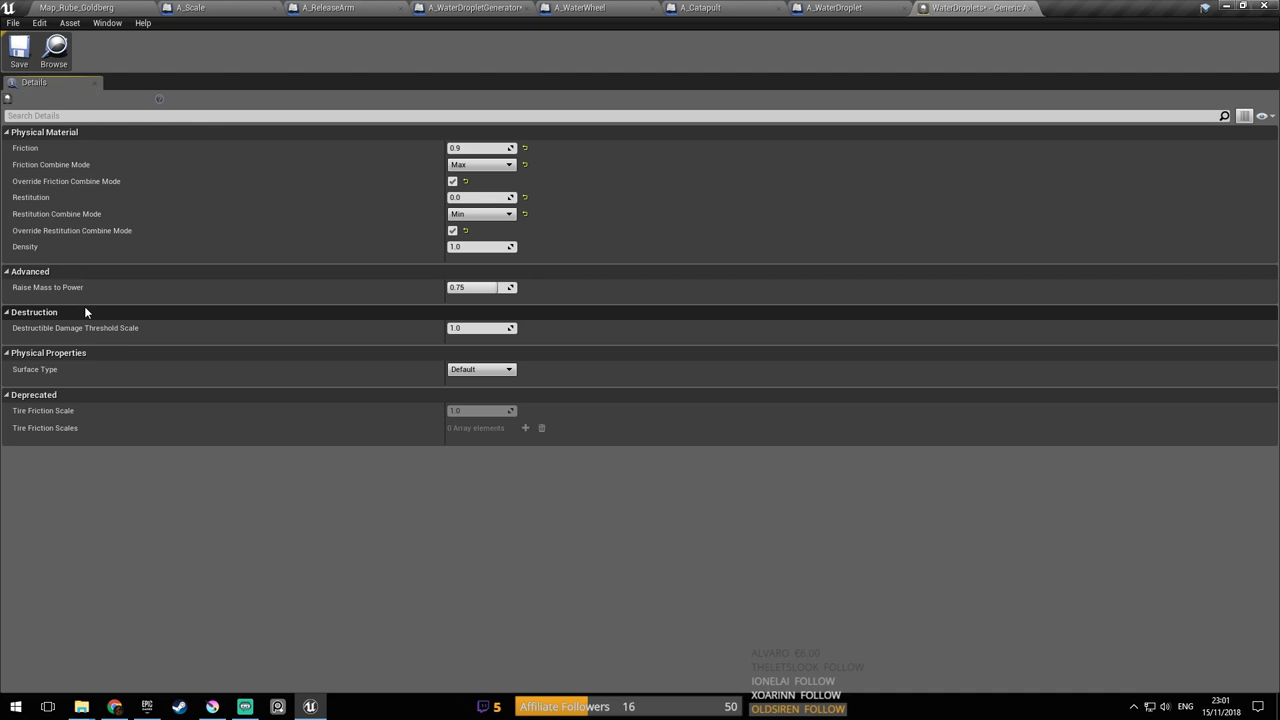 Map_Rube_Goldberg A_Scale A_ReleaseArm A_WaterDropletGenerator A_WaterWheel A_Catapult A_WaterDroplet WaterDroplets* - Generic A
File Edit Asset Window Help
Save Browse
Details
Search Details
Physical Material
Friction 0.9
Friction Combine Mode Max
Override Friction Combine Mode
Restitution 0.0
Restitution Combine Mode Min
Override Restitution Combine Mode
Density 1.0
Advanced
Raise Mass to Power 0.75
Destruction
Destructible Damage Threshold Scale 1.0
Physical Properties
Surface Type Default
Deprecated
Tire Friction Scale 1.0
Tire Friction Scales 0 Array elements
ALVARO €5.00
THELETSLOOK FOLLOW
IONELAI FOLLOW
XOARINN FOLLOW
OLDSIREN FOLLOW
5 Affiliate Followers 16 50
ENG 23:01
15/11/2018